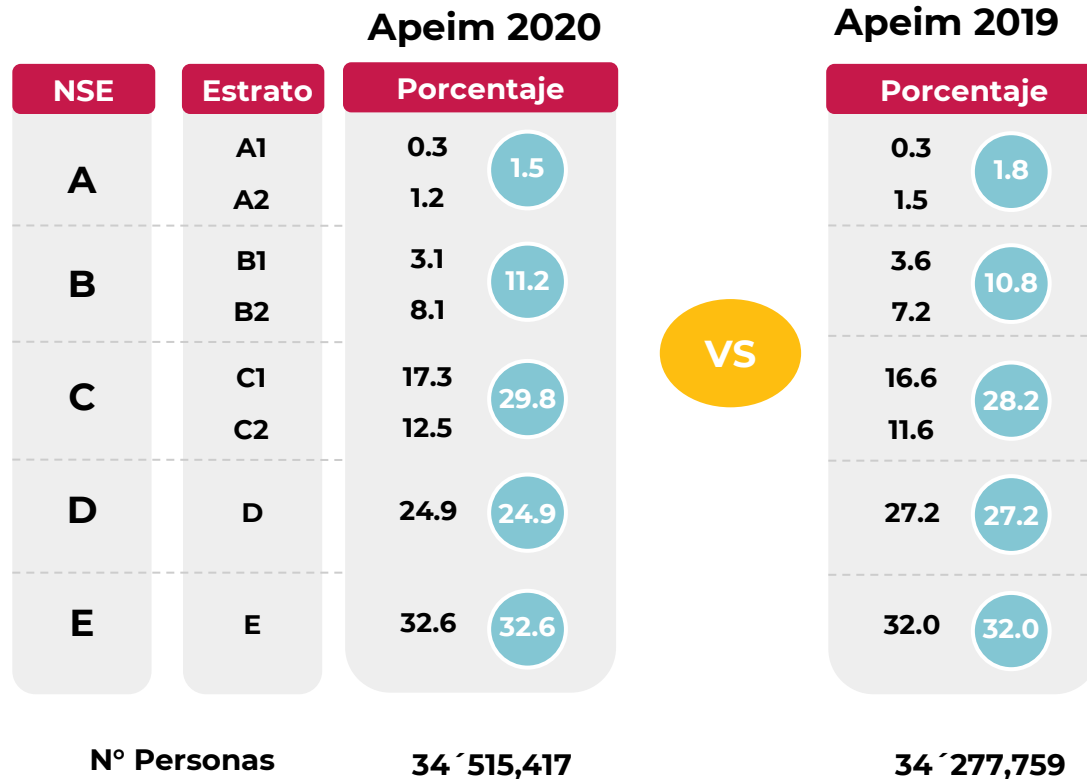 Apeim 2020 Apeim 2019
NSE Estrato Porcentaje Porcentaje
A1 0.3 0.3
A 1.5 1.8
A2 1.2 1.5
B1 3.1 3.6
B 11.2 10.8
B2 8.1 7.2
VS
C1 17.3 16.6
C 29.8 28.2
C2 12.5 11.6
D D 24.9 24.9 27.2 27.2
E E 32.6 32.6 32.0 32.0
N° Personas 34´515,417 34´277,759